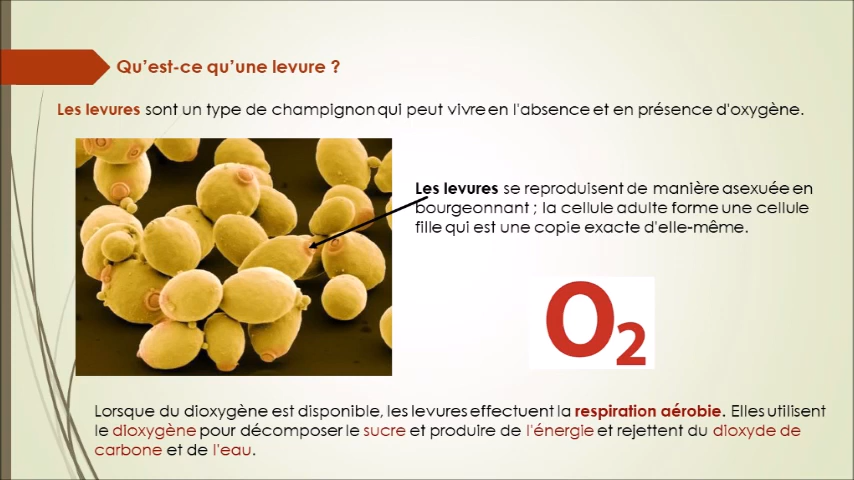 Qu'est-ce qu'une levure ?
Les levures sont un type de champignon qui peut vivre en l'absence et en présence d'oxygène.
Les levures se reproduisent de manière asexuée en
bourgeonnant ; la cellule adulte forme une cellule
fille qui est une copie exacte d'elle-même.
O2
Lorsque du dioxygène est disponible, les levures effectuent la respiration aérobie. Elles utilisent
le dioxygène pour décomposer le sucre et produire de l'énergie et rejettent du dioxyde de
carbone et de l'eau.